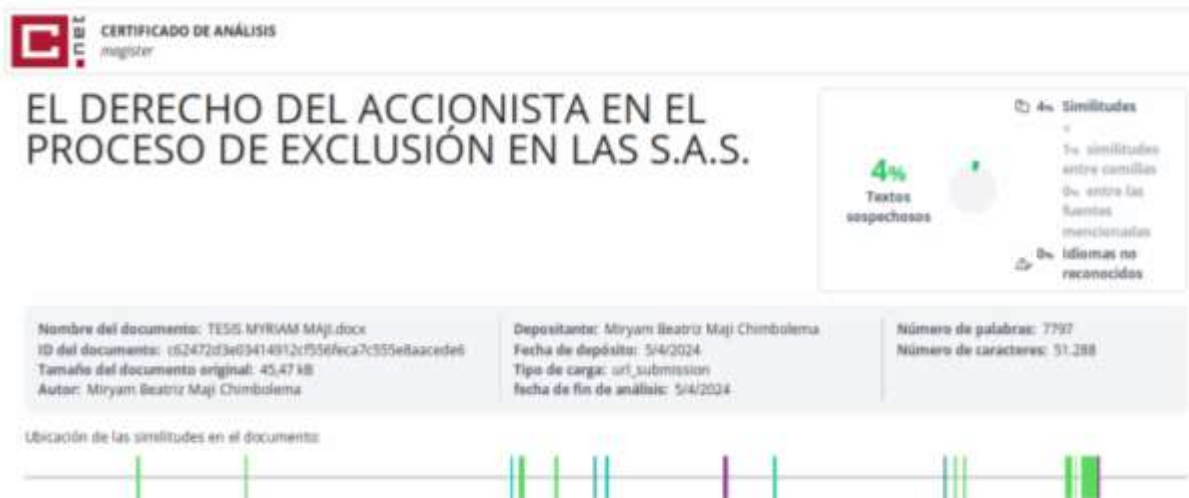 CERTIFICADO DE ANÁLISIS
magister
EL DERECHO DEL ACCIONISTA EN EL
PROCESO DE EXCLUSIÓN EN LAS S.A.S.
4%
Textos
sospechosos
4% Similitudes
1% similitudes
entre comillas
0% entre las
fuentes
mencionadas
0% Idiomas no
reconocidos
Nombre del documento: TESIS MYRIAM MAJI.docx
ID del documento:
Tamaño del documento original: 45,47 kB
Autor: Miryam Beatriz Maji Chimbolema
Depositante: Miryam Beatriz Maji Chimbolema
Fecha de depósito: 5/4/2024
Tipo de carga: url_submission
fecha de fin de análisis: 5/4/2024
Número de palabras: 7797
Número de caracteres: 51.288
Ubicación de las similitudes en el documento: